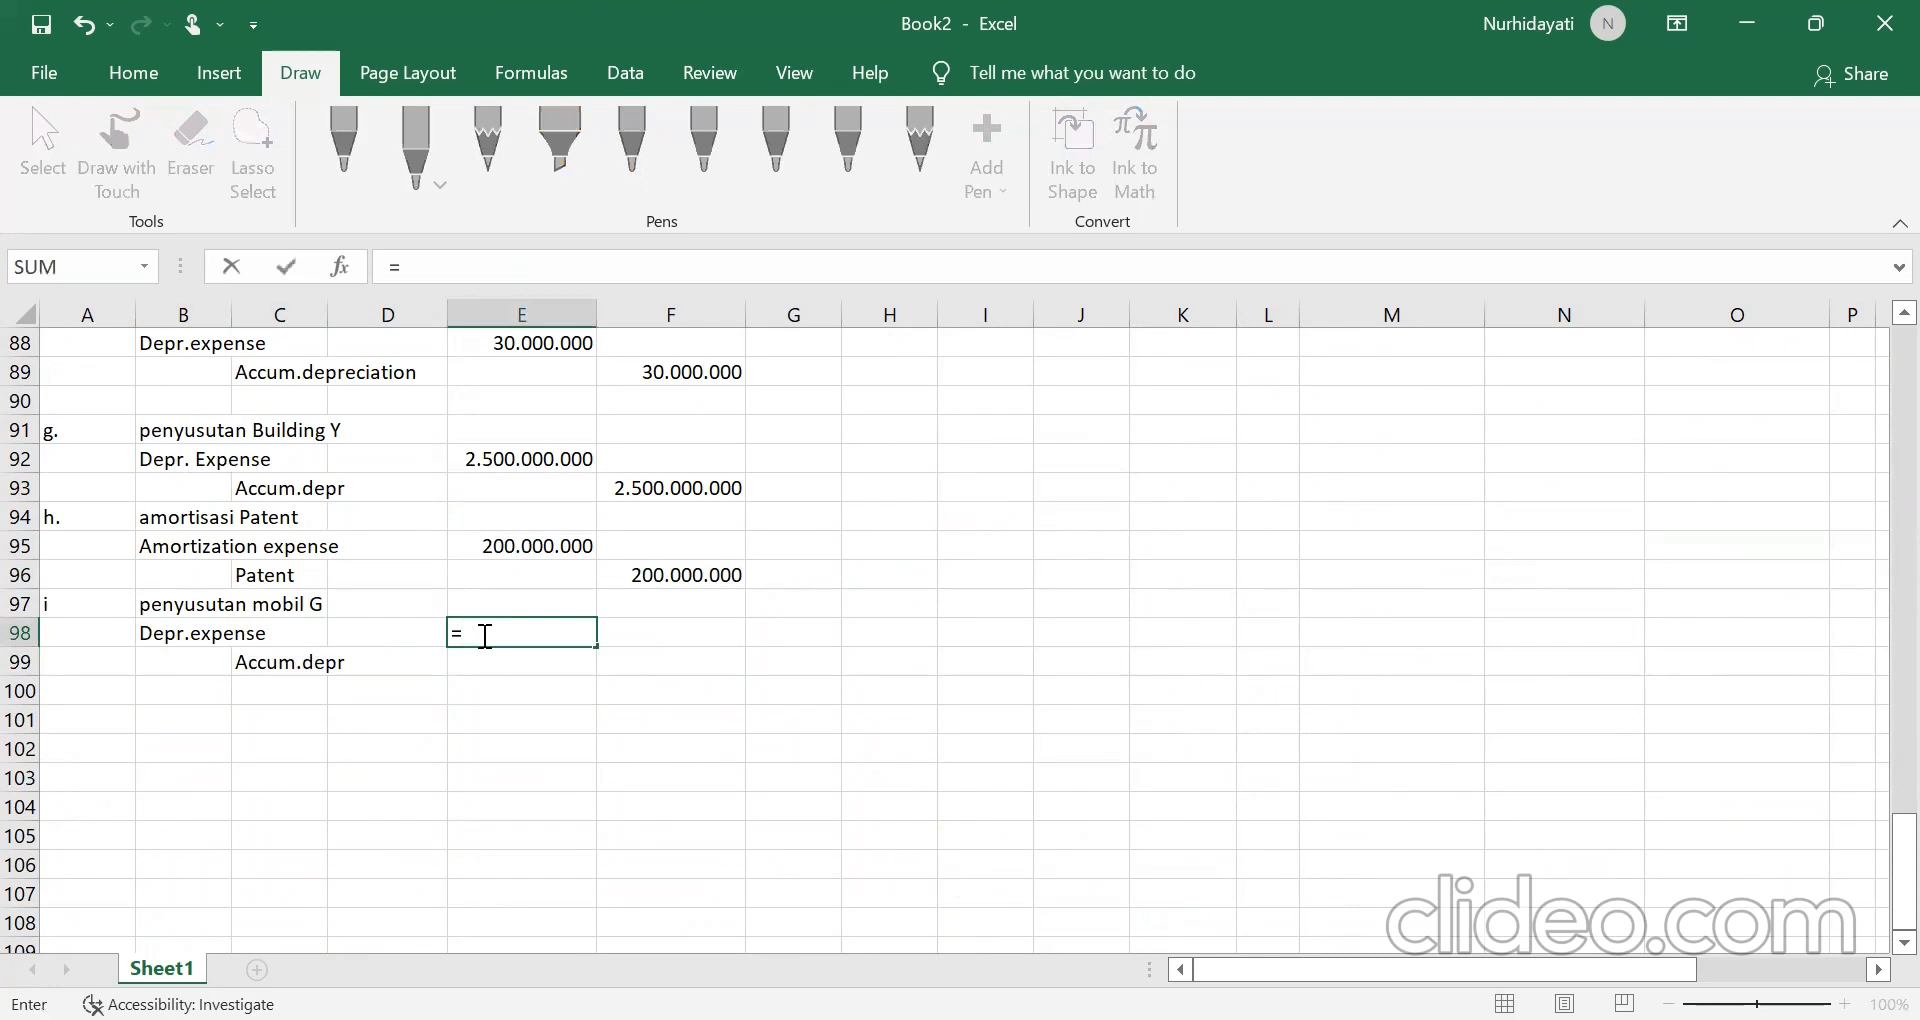 Book2 - Excel
Nurhidayati N
File Home Insert Draw Page Layout Formulas Data Review View Help Tell me what you want to do Share
Select Draw with Touch Eraser Lasso Select Add Pen Ink to Shape Ink to Math
Tools Pens Convert
SUM fx =
A B C D E F G H I J K L M N O P
88 Depr.expense 30.000.000
89 Accum.depreciation 30.000.000
90
91 g. penyusutan Building Y
92 Depr. Expense 2.500.000.000
93 Accum.depr 2.500.000.000
94 h. amortisasi Patent
95 Amortization expense 200.000.000
96 Patent 200.000.000
97 i penyusutan mobil G
98 Depr.expense =
99 Accum.depr
100
101
102
103
104
105
106
107
108
109
clideo.com
Sheet1
Enter Accessibility: Investigate 100%